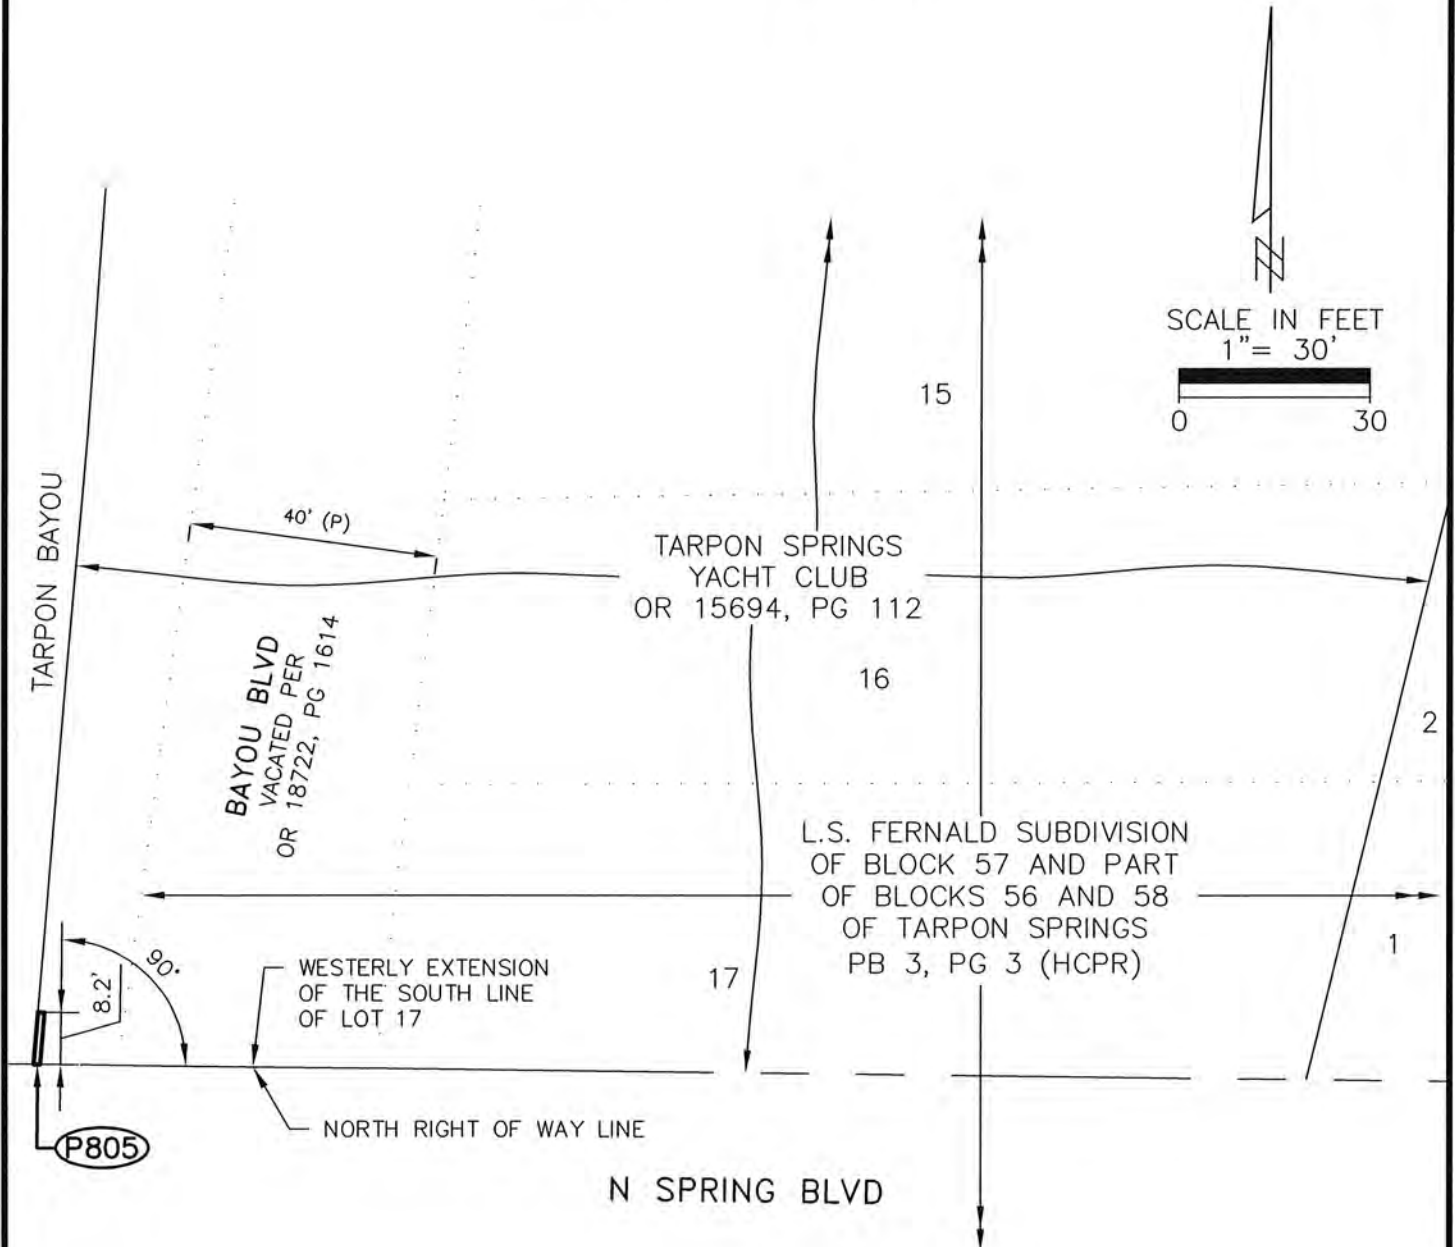 N
SCALE IN FEET
1"= 30'
0 30
15
TARPON BAYOU
40' (P)
TARPON SPRINGS
YACHT CLUB
OR 15694, PG 112
BAYOU BLVD
VACATED PER
OR 18722, PG 1614
16
2
L.S. FERNALD SUBDIVISION
OF BLOCK 57 AND PART
OF BLOCKS 56 AND 58
OF TARPON SPRINGS
PB 3, PG 3 (HCPR)
1
90°
8.2'
WESTERLY EXTENSION
OF THE SOUTH LINE
OF LOT 17
17
NORTH RIGHT OF WAY LINE
P805
N SPRING BLVD